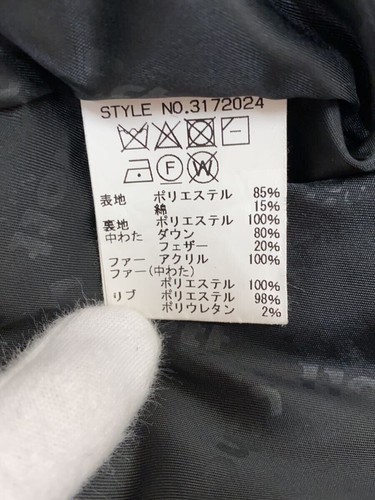 STYLE NO.3172024
F W
表地 ポリエステル 85%
綿 15%
裏地 ポリエステル 100%
中わた ダウン 80%
フェザー 20%
ファー アクリル 100%
ファー(中わた)
ポリエステル 100%
リブ ポリエステル 98%
ポリウレタン 2%